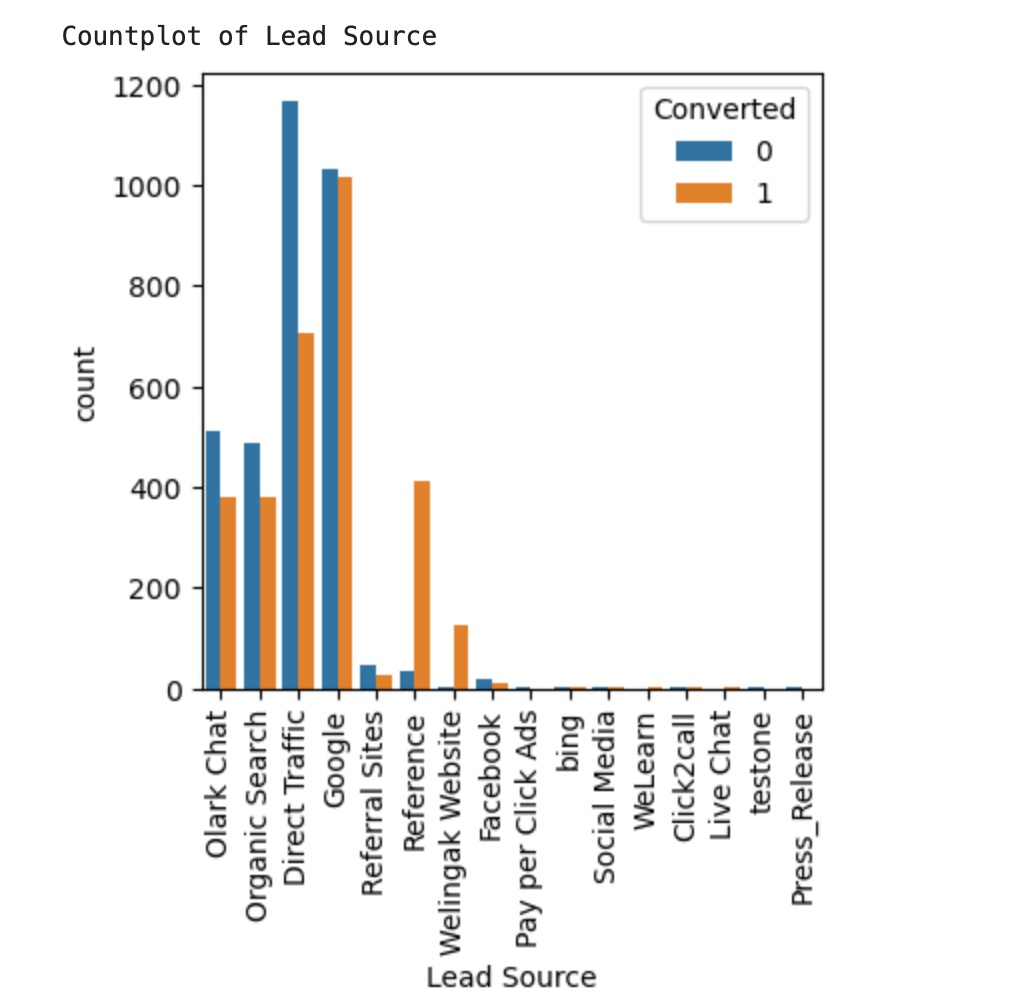 Countplot of Lead Source
Converted
0
1
1200
1000
800
600
400
200
0
count
Olark Chat
Organic Search
Direct Traffic
Google
Referral Sites
Reference
Welingak Website
Facebook
Pay per Click Ads
bing
Social Media
WeLearn
Click2call
Live Chat
testone
Press_Release
Lead Source